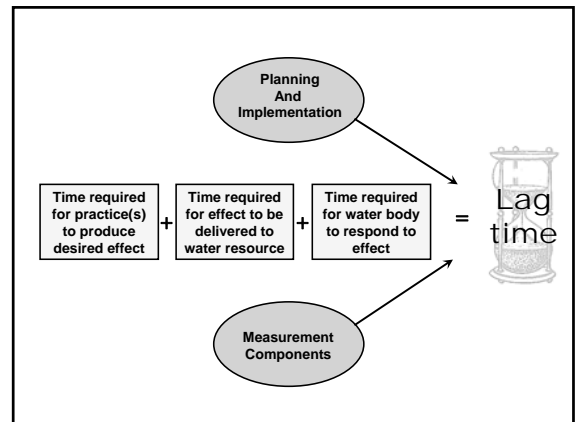 Planning
And
Implementation
Time required
for practice(s)
to produce
desired effect
+
Time required
for effect to be
delivered to
water resource
+
Time required
for water body
to respond to
effect
=
Lag
time
Measurement
Components